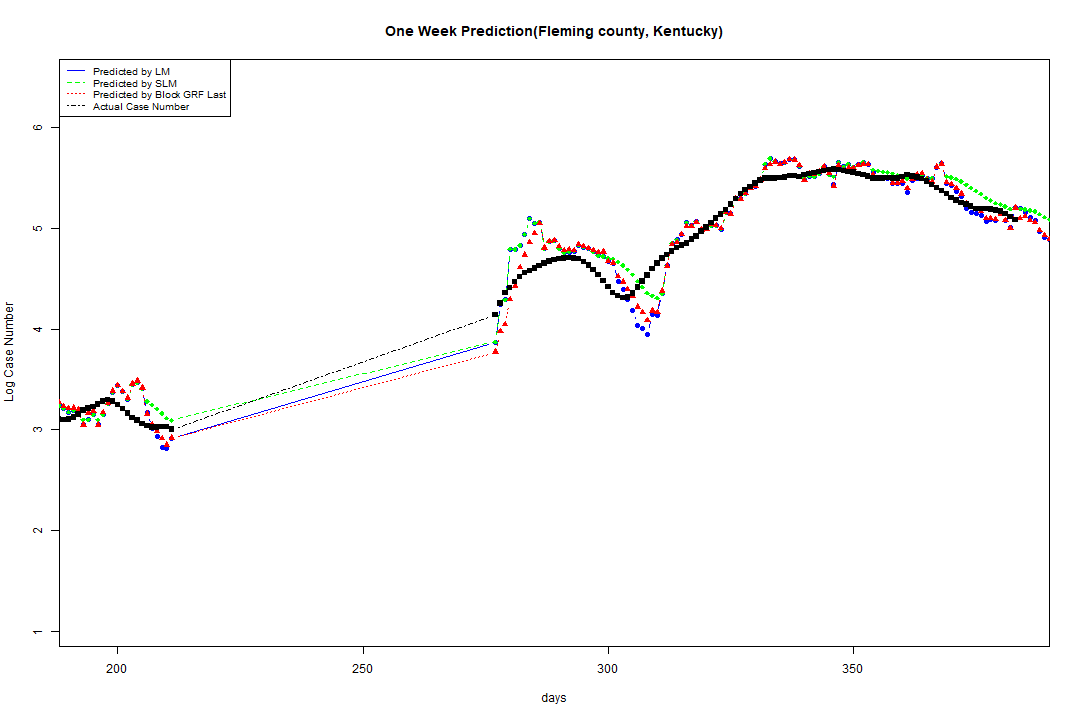 One Week Prediction(Fleming county, Kentucky)
Predicted by LM
Predicted by SLM
Predicted by Block GRF Last
Actual Case Number
Log Case Number
6
5
4
3
2
1
200
250
300
350
days